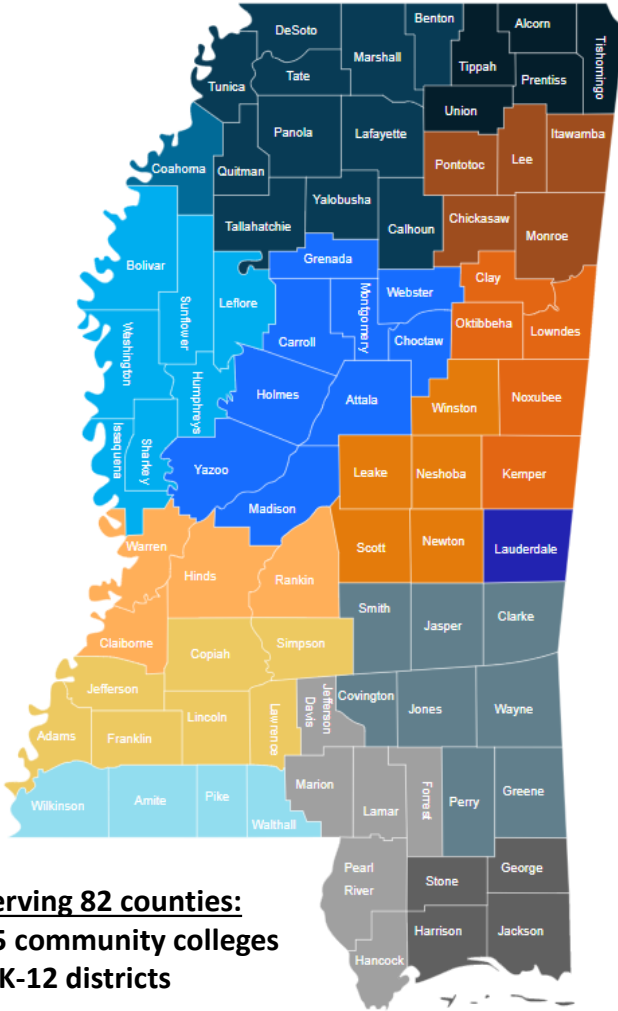 DeSoto
Benton
Alcorn
Tishomingo
Marshall
Tippah
Prentiss
Tunica
Tate
Union
Panola
Lafayette
Itawamba
Coahoma
Quitman
Pontotoc
Lee
Tallahatchie
Yalobusha
Calhoun
Chickasaw
Monroe
Bolivar
Sunflower
Leflore
Grenada
Montgomery
Webster
Clay
Washington
Carroll
Choctaw
Oktibbeha
Lowndes
Humphreys
Holmes
Attala
Winston
Noxubee
Issaquena
Sharkey
Yazoo
Leake
Neshoba
Kemper
Madison
Warren
Hinds
Rankin
Scott
Newton
Lauderdale
Claiborne
Copiah
Simpson
Smith
Jasper
Clarke
Jefferson
Adams
Franklin
Lincoln
Lawrence
Jefferson
Davis
Covington
Jones
Wayne
Wilkinson
Amite
Pike
Walthall
Marion
Lamar
Forrest
Perry
Greene
Pearl
River
Stone
George
Hancock
Harrison
Jackson
erving 82 counties:
5 community colleges
K-12 districts